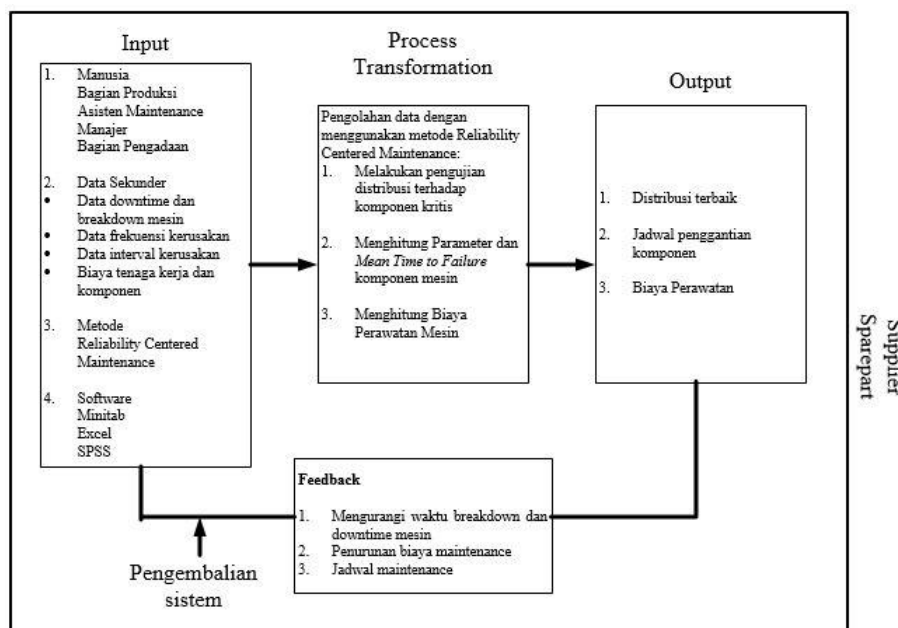 Input
1. Manusia
Bagian Produksi
Asisten Maintenance
Manajer
Bagian Pengadaan
2. Data Sekunder
• Data downtime dan
breakdown mesin
• Data frekuensi kerusakan
• Data interval kerusakan
• Biaya tenaga kerja dan
komponen
3. Metode
Reliability Centered
Maintenance
4. Software
Minitab
Excel
SPSS
Process
Transformation
Pengolahan data dengan
menggunakan metode Reliability
Centered Maintenance:
1. Melakukan pengujian
distribusi terhadap
komponen kritis
2. Menghitung Parameter dan
Mean Time to Failure
komponen mesin
3. Menghitung Biaya
Perawatan Mesin
Output
1. Distribusi terbaik
2. Jadwal penggantian
komponen
3. Biaya Perawatan
Supplier
Sparepart
Feedback
1. Mengurangi waktu breakdown dan
downtime mesin
2. Penurunan biaya maintenance
3. Jadwal maintenance
Pengembalian
sistem